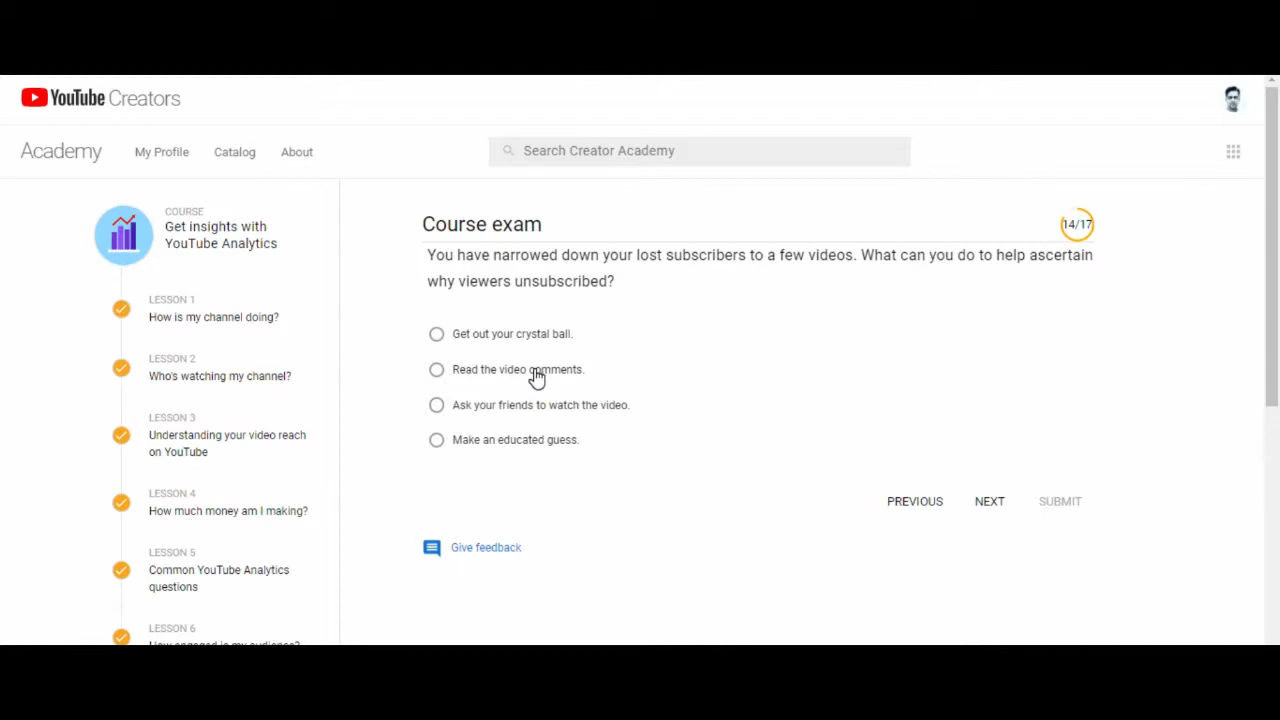 YouTube Creators
Academy My Profile Catalog About Search Creator Academy
COURSE
Get insights with
YouTube Analytics
LESSON 1
How is my channel doing?
LESSON 2
Who's watching my channel?
LESSON 3
Understanding your video reach
on YouTube
LESSON 4
How much money am I making?
LESSON 5
Common YouTube Analytics
questions
LESSON 6
How engaged is my audience?
Course exam 14/17
You have narrowed down your lost subscribers to a few videos. What can you do to help ascertain
why viewers unsubscribed?
Get out your crystal ball.
Read the video comments.
Ask your friends to watch the video.
Make an educated guess.
PREVIOUS NEXT SUBMIT
Give feedback